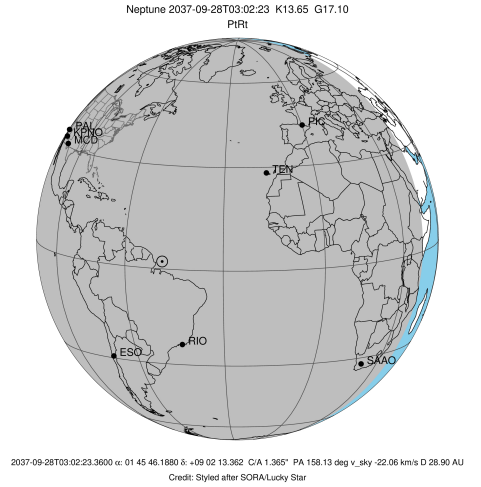 Neptune 2037-09-28T03:02:23 K13.65 G17.10
PtRt
PAL
KPNO
MCD
PIC
TEN
ESO
RIO
SAAO
2037-09-28T03:02:23.3600 α: 01 45 46.1880 δ: +09 02 13.362 C/A 1.365" PA 158.13 deg v_sky -22.06 km/s D 28.90 AU
Credit: Styled after SORA/Lucky Star